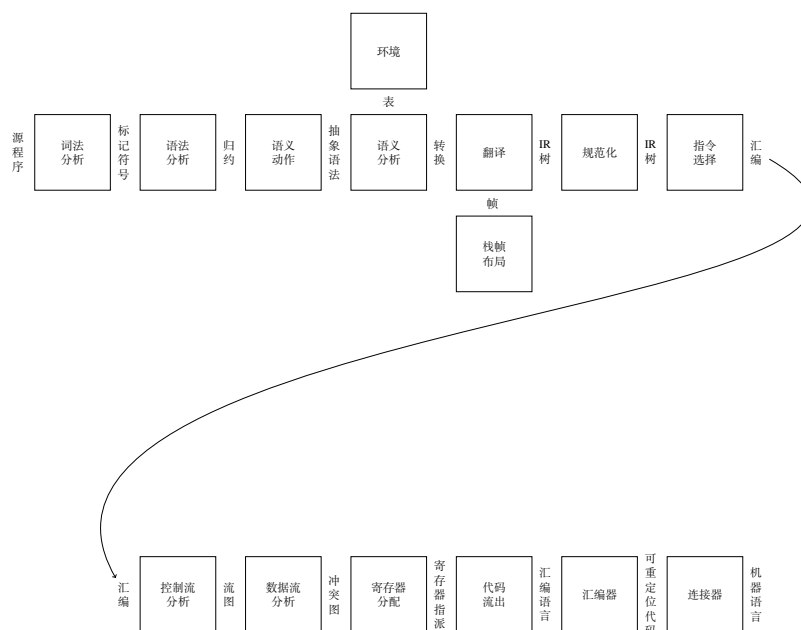 环境
表
源程序
词法
分析
标记符号
语法
分析
归约
语义
动作
抽象语法
语义
分析
转换
翻译
IR
树
规范化
IR
树
指令
选择
汇编
帧
栈帧
布局
汇编
控制流
分析
流图
数据流
分析
冲突图
寄存器
分配
寄存器指派
代码
流出
汇编语言
汇编器
可重定位代码
连接器
机器语言